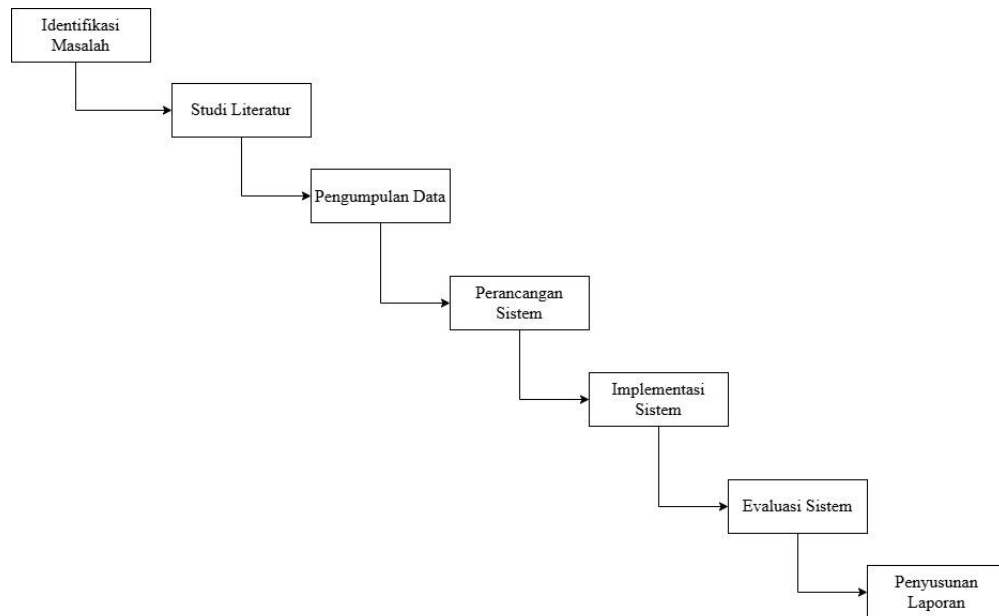 Identifikasi
Masalah
Studi Literatur
Pengumpulan Data
Perancangan
Sistem
Implementasi
Sistem
Evaluasi Sistem
Penyusunan
Laporan